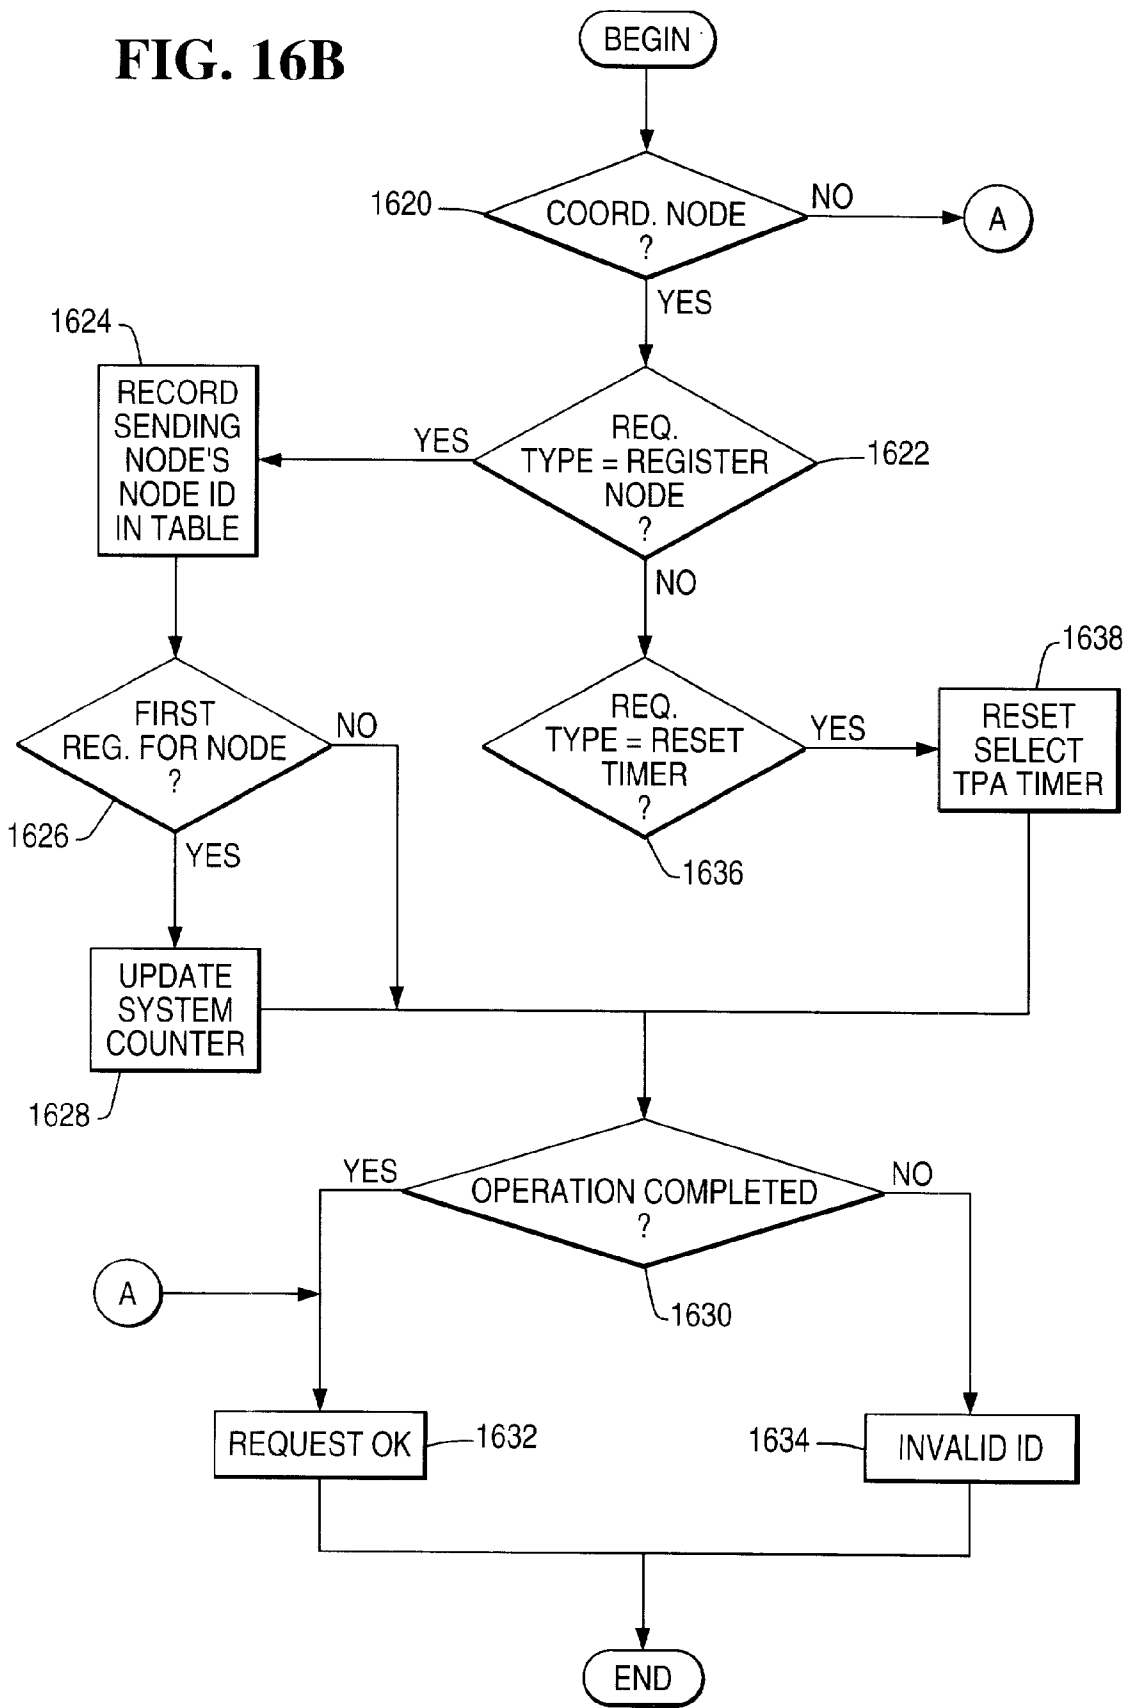 FIG. 16B
BEGIN
1620
COORD. NODE
?
NO
A
YES
1624
RECORD
SENDING
NODE'S
NODE ID
IN TABLE
YES
REQ.
TYPE = REGISTER
NODE
?
1622
NO
1638
FIRST
REG. FOR NODE
?
NO
REQ.
TYPE = RESET
TIMER
?
YES
RESET
SELECT
TPA TIMER
1626
YES
1636
UPDATE
SYSTEM
COUNTER
1628
YES
OPERATION COMPLETED
?
NO
A
1630
REQUEST OK
1632
1634
INVALID ID
END